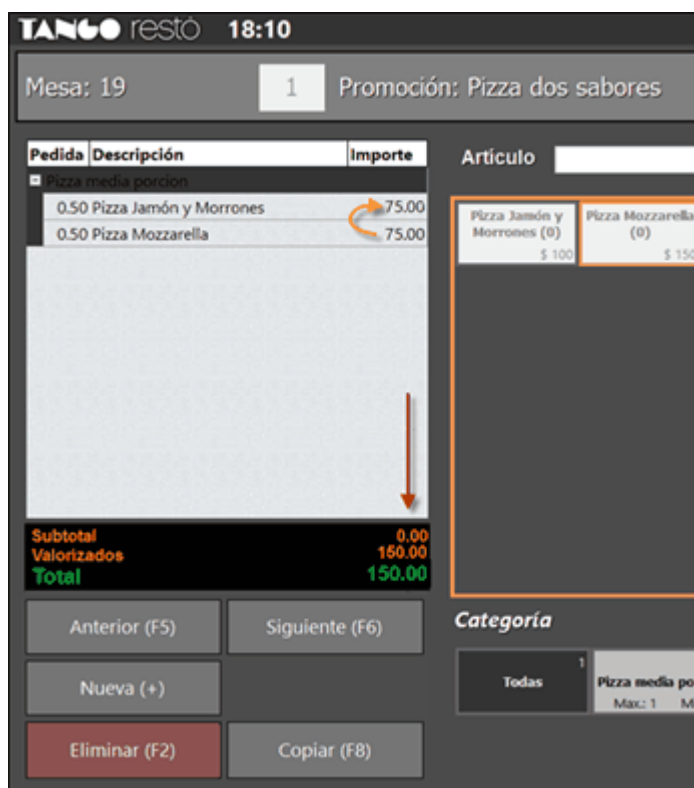 TANGO restó 18:10
Mesa: 19 1 Promoción: Pizza dos sabores
Pedida Descripción Importe
Pizza media porcion
0.50 Pizza Jamón y Morrones 75.00
0.50 Pizza Mozzarella 75.00
Subtotal 0.00
Valorizados 150.00
Total 150.00
Anterior (F5) Siguiente (F6)
Nueva (+)
Eliminar (F2) Copiar (F8)
Artículo
Pizza Jamón y
Morrones (0)
$ 100
Pizza Mozzarella
(0)
$ 150
Categoría
Todas 1
Pizza media po
Max.: 1 M